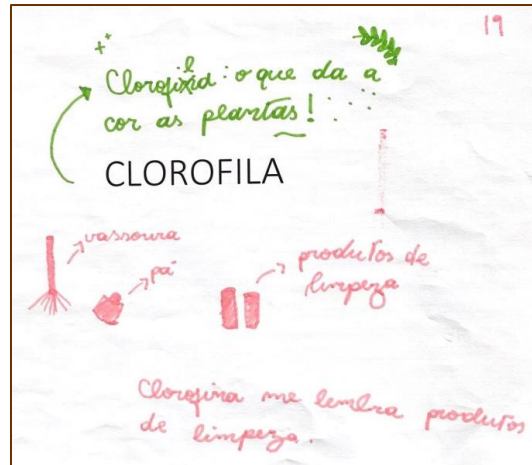 19
Clorofila: o que da a
cor as plantas!
CLOROFILA
vassoura
pá
produtos de
limpeza
Clorofina me lembra produtos
de limpeza.